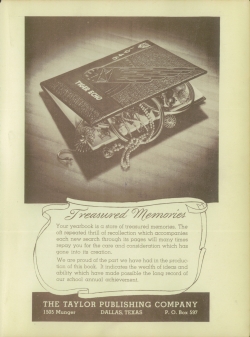 TIGER ECHO
Treasured Memories
Your yearbook is a store of treasured memories. The
oft repeated thrill of recollection which accompanies
each new search through its pages will many times
repay you for the care and consideration which has
gone into its creation.
We are proud of the part we have had in the produc-
tion of this book. It indicates the wealth of ideas and
ability which have made possible the long record of
our school annual achievement.
THE TAYLOR PUBLISHING COMPANY
1505 Munger DALLAS, TEXAS P. O. Box 597